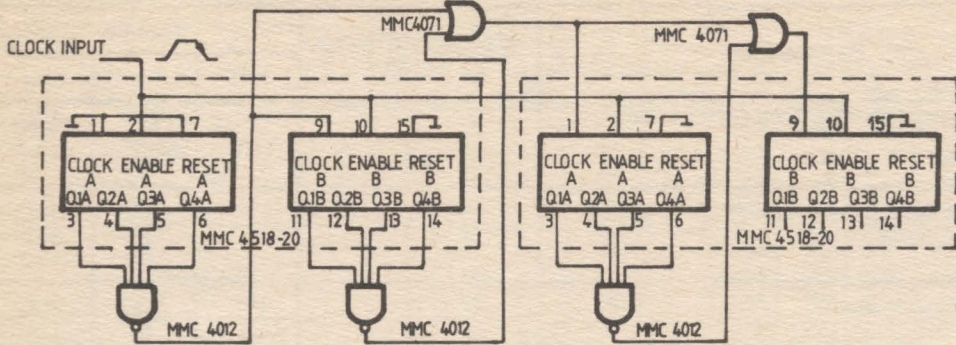 MMC4071
MMC 4071
CLOCK INPUT
1 2 7
9 10 15
1 2 7
9 10 15
CLOCK ENABLE RESET
A A A
Q1A Q2A Q3A Q4A
3 4 5 6
CLOCK ENABLE RESET
B B B
Q1B Q2B Q3B Q4B
11 12 13 14
CLOCK ENABLE RESET
A A A
Q1A Q2A Q3A Q4A
3 4 5 6
CLOCK ENABLE RESET
B B B
Q1B Q2B Q3B Q4B
11 12 13 14
MMC 4518-20
MMC 4518-20
MMC 4012
MMC 4012
MMC 4012